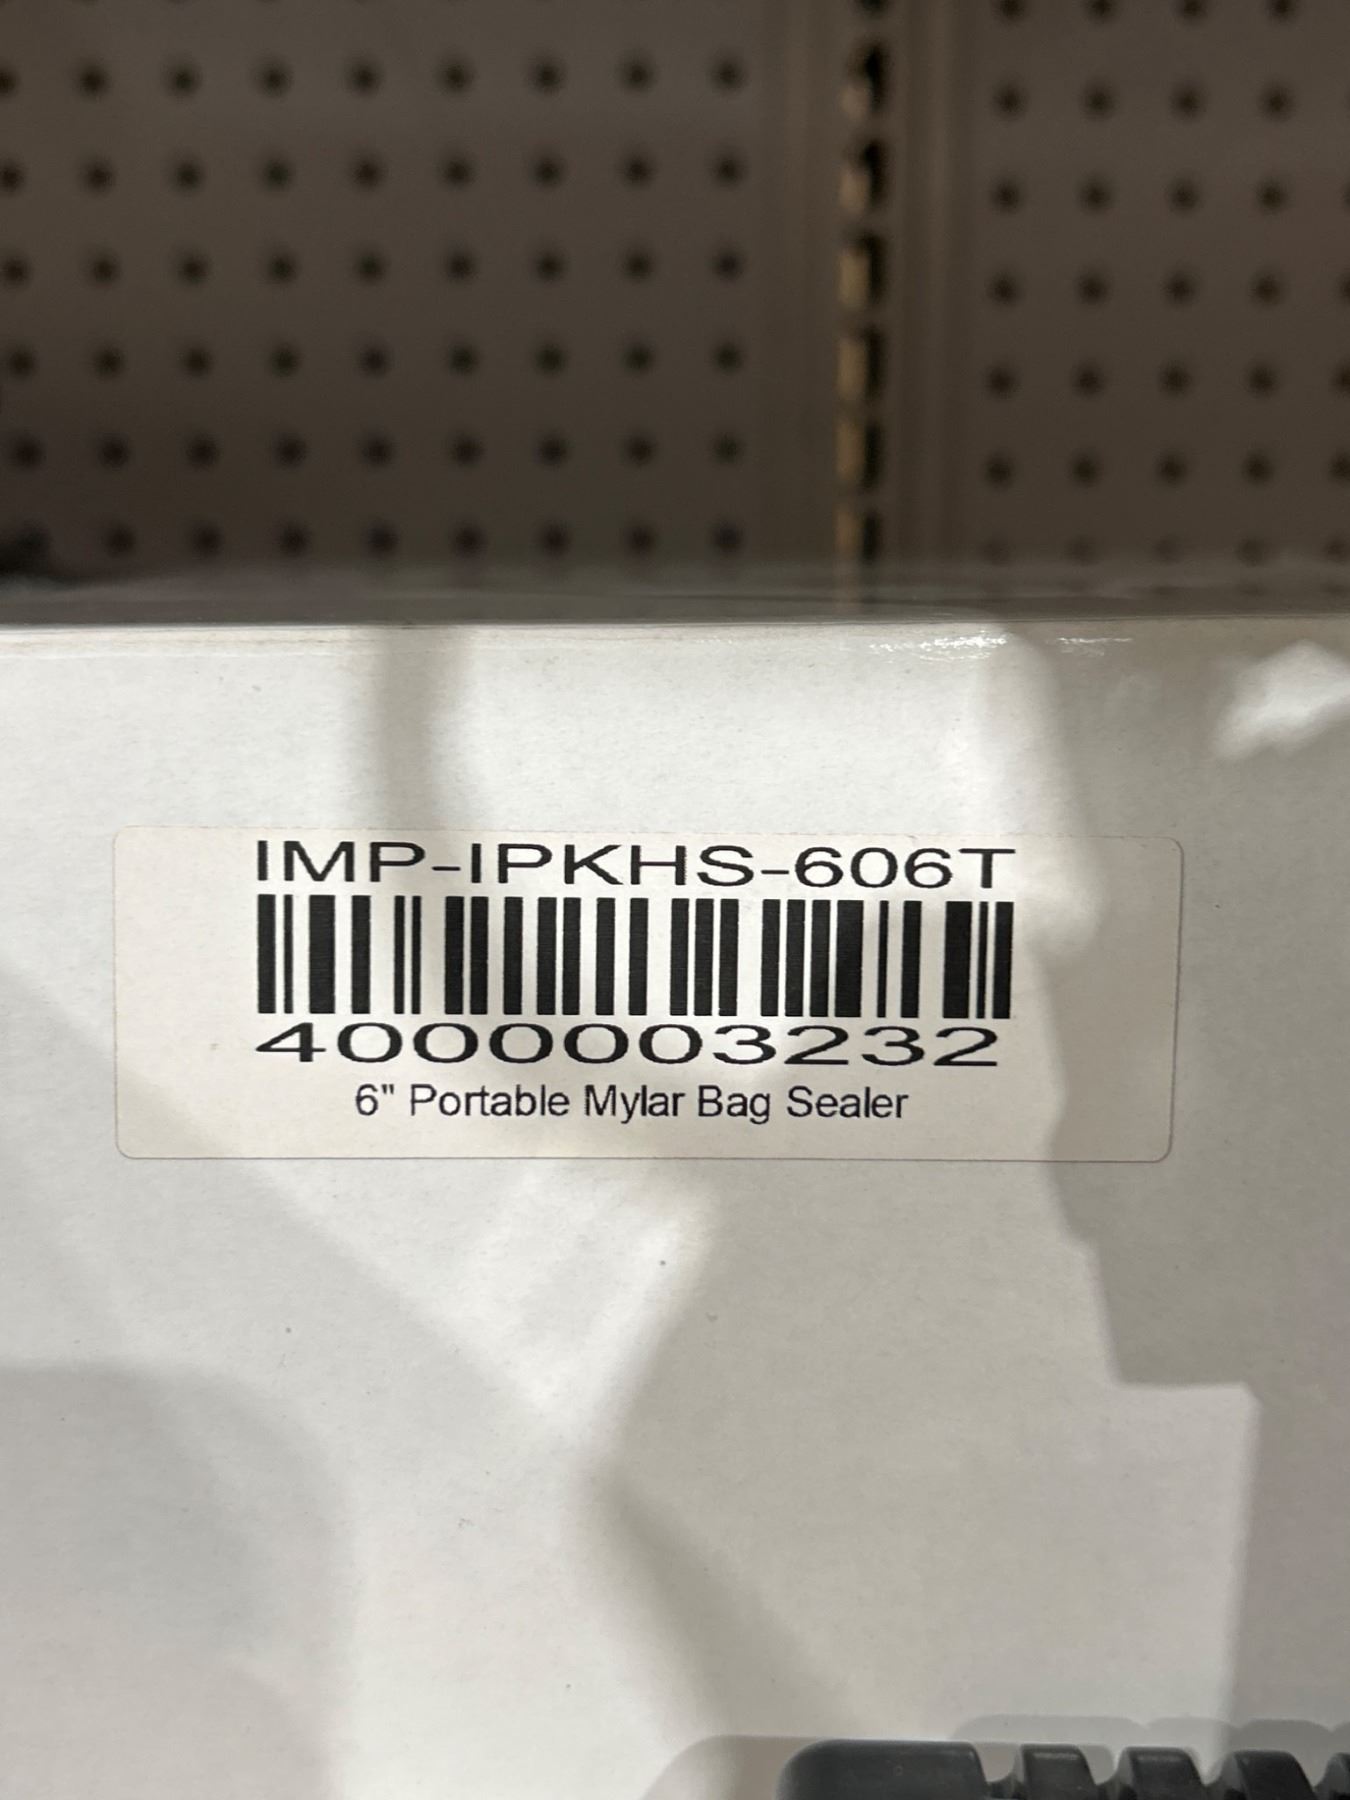 IMP-IPKHS-606T
4000003232
6" Portable Mylar Bag Sealer